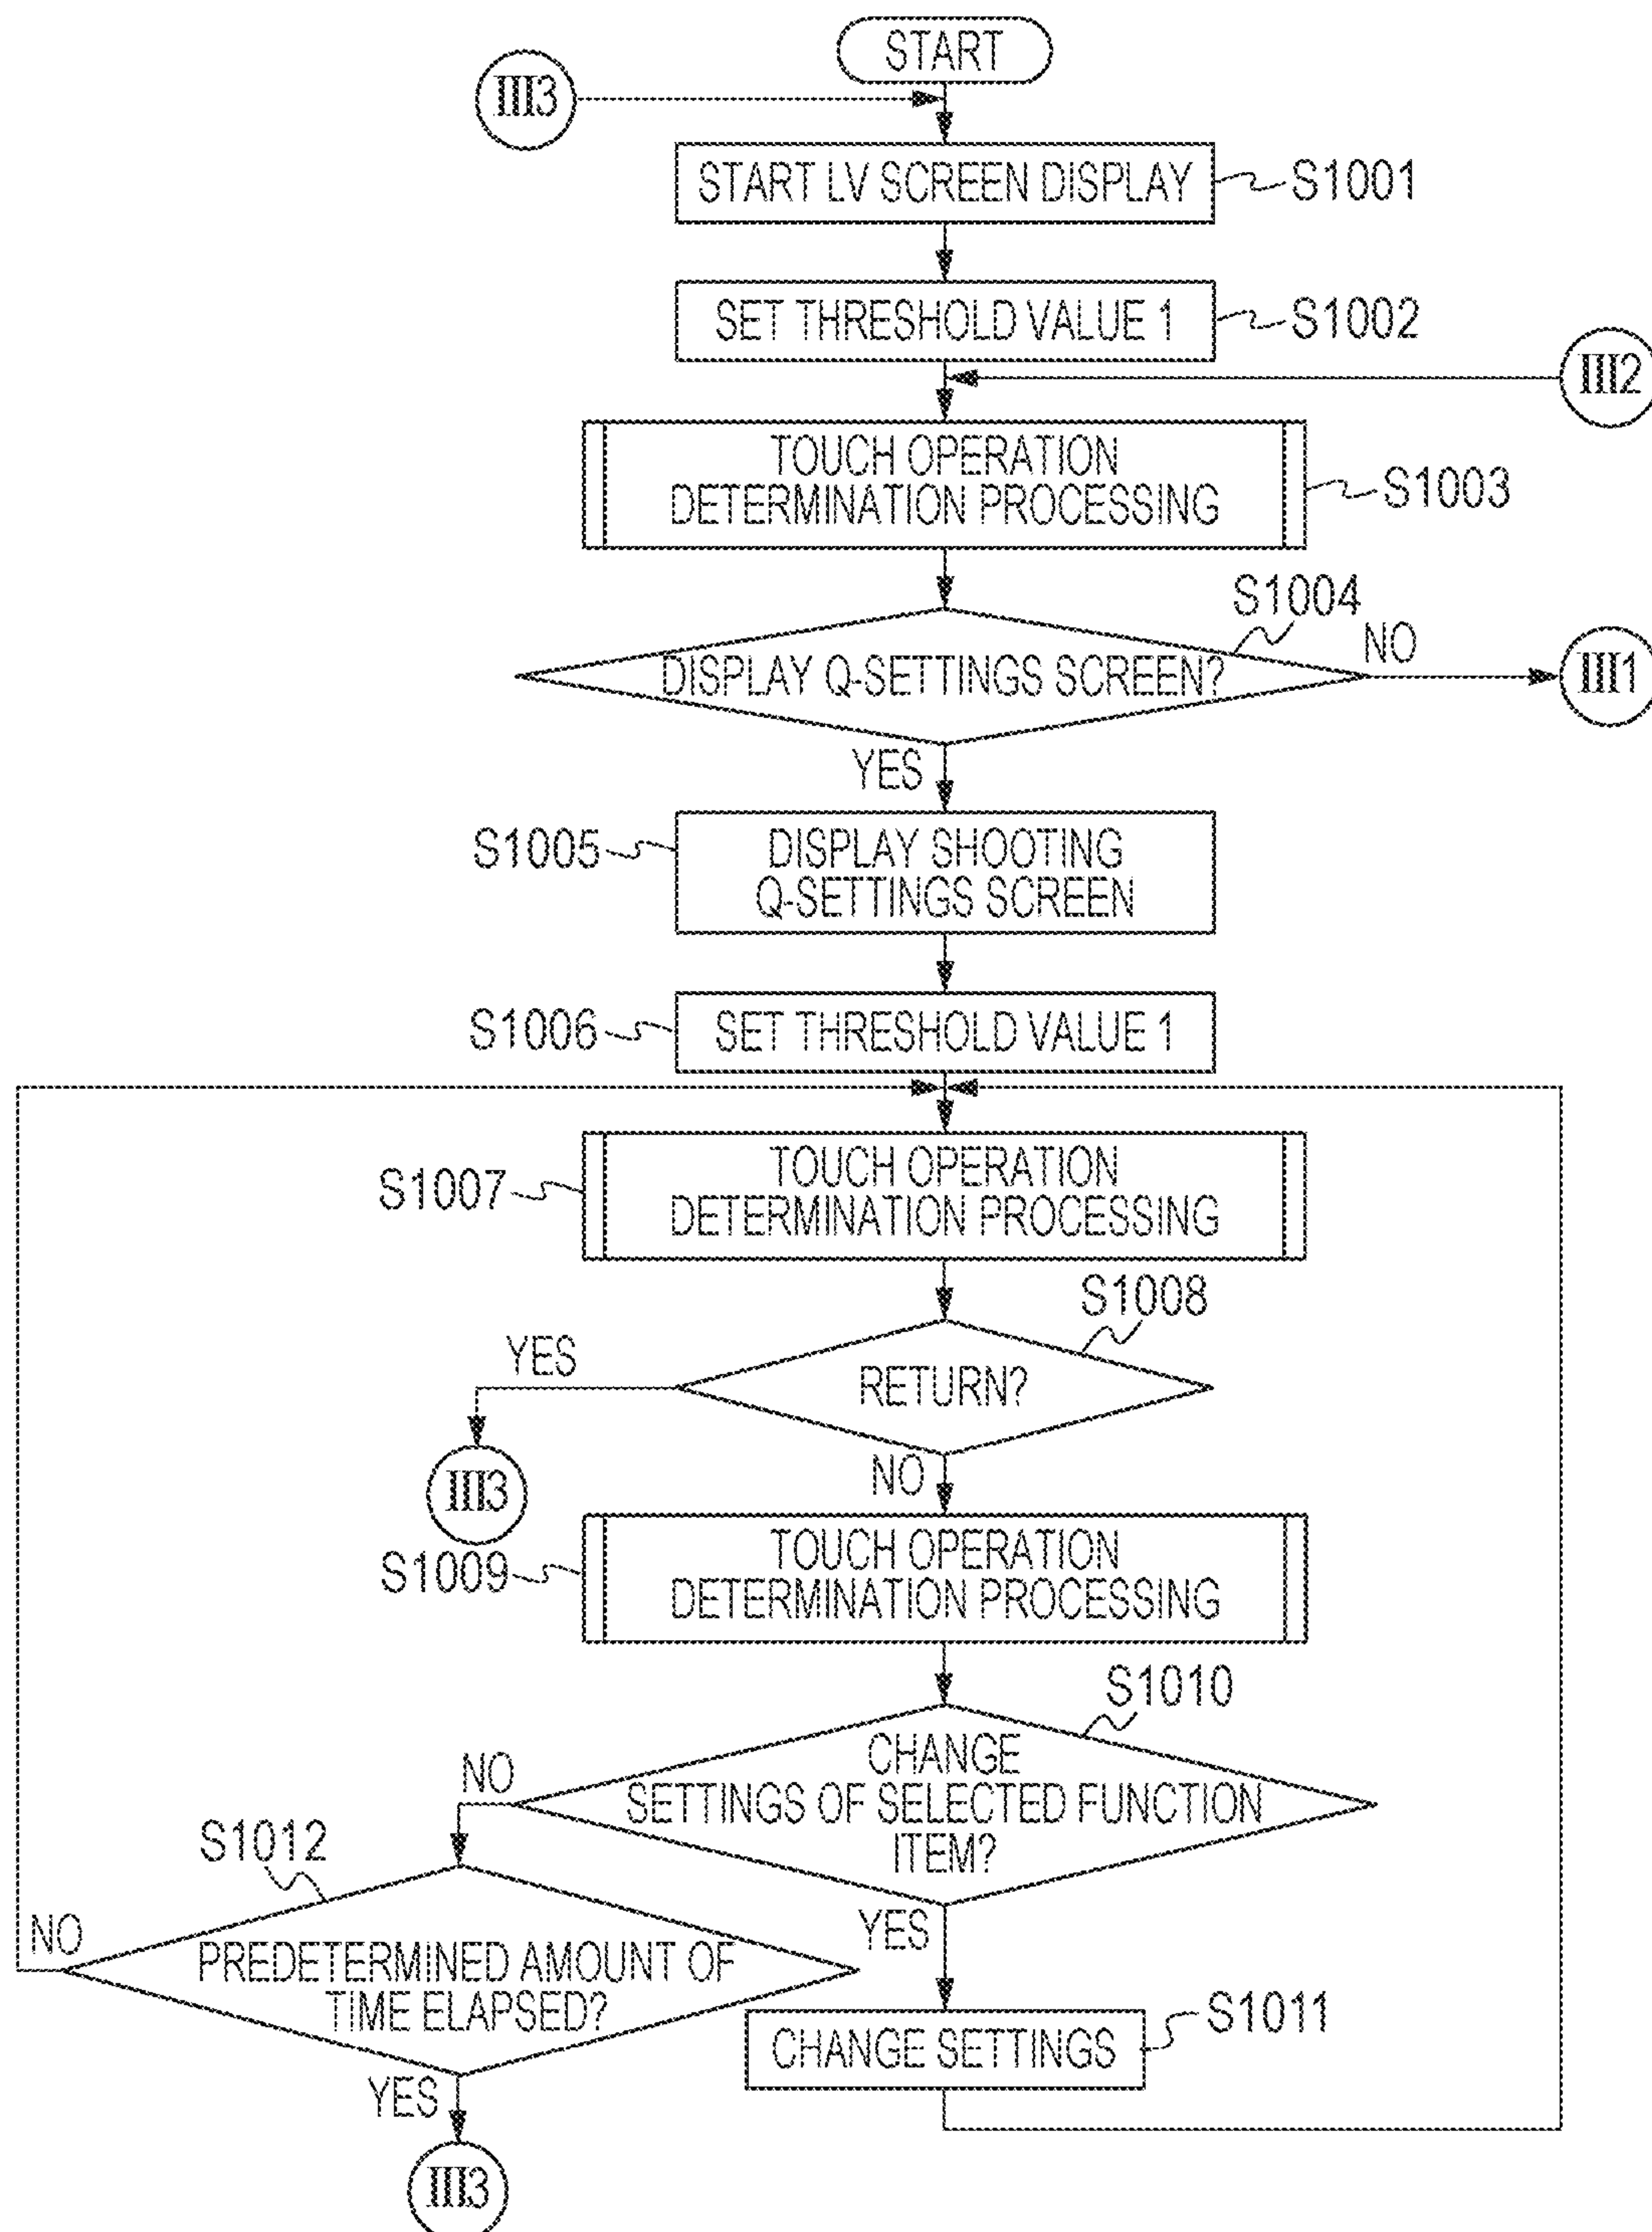 START
III3
START LV SCREEN DISPLAY
S1001
SET THRESHOLD VALUE 1
S1002
III2
TOUCH OPERATION
DETERMINATION PROCESSING
S1003
S1004
DISPLAY Q-SETTINGS SCREEN?
NO
III1
YES
S1005
DISPLAY SHOOTING
Q-SETTINGS SCREEN
S1006
SET THRESHOLD VALUE 1
S1007
TOUCH OPERATION
DETERMINATION PROCESSING
S1008
YES
RETURN?
III3
NO
S1009
TOUCH OPERATION
DETERMINATION PROCESSING
S1010
NO
CHANGE
SETTINGS OF SELECTED FUNCTION
ITEM?
S1012
NO
YES
PREDETERMINED AMOUNT OF
TIME ELAPSED?
S1011
CHANGE SETTINGS
YES
III3